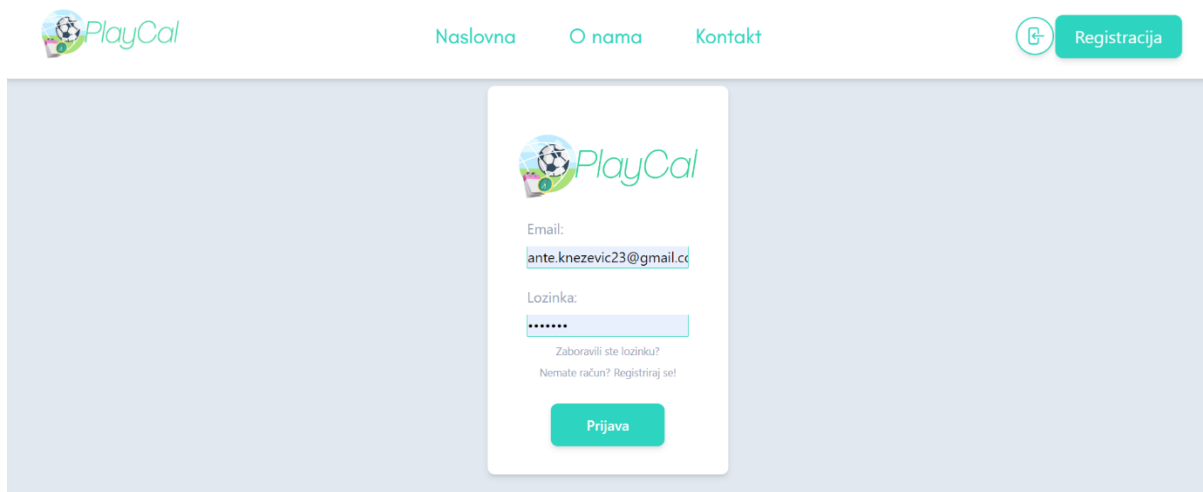 PlayCal
Naslovna O nama Kontakt
Registracija
PlayCal
Email:
ante.knezevic23@gmail.cc
Lozinka:
•••••••
Zaboravili ste lozinku?
Nemate račun? Registriraj se!
Prijava